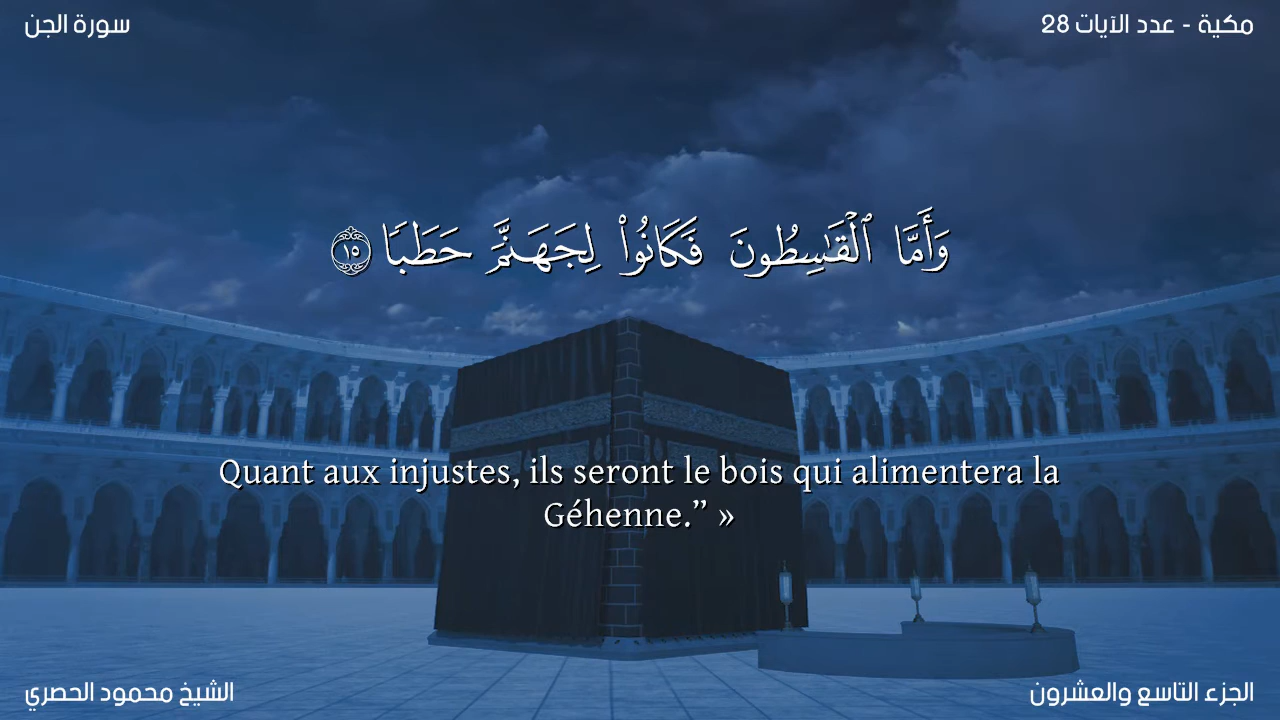 سورة الجن
مكية - عدد الآيات 28
وَأَمَّا ٱلْقَٰسِطُونَ فَكَانُوا۟ لِجَهَنَّمَ حَطَبًا ١٥
Quant aux injustes, ils seront le bois qui alimentera la
Géhenne.” »
الشيخ محمود الحصري
الجزء التاسع والعشرون